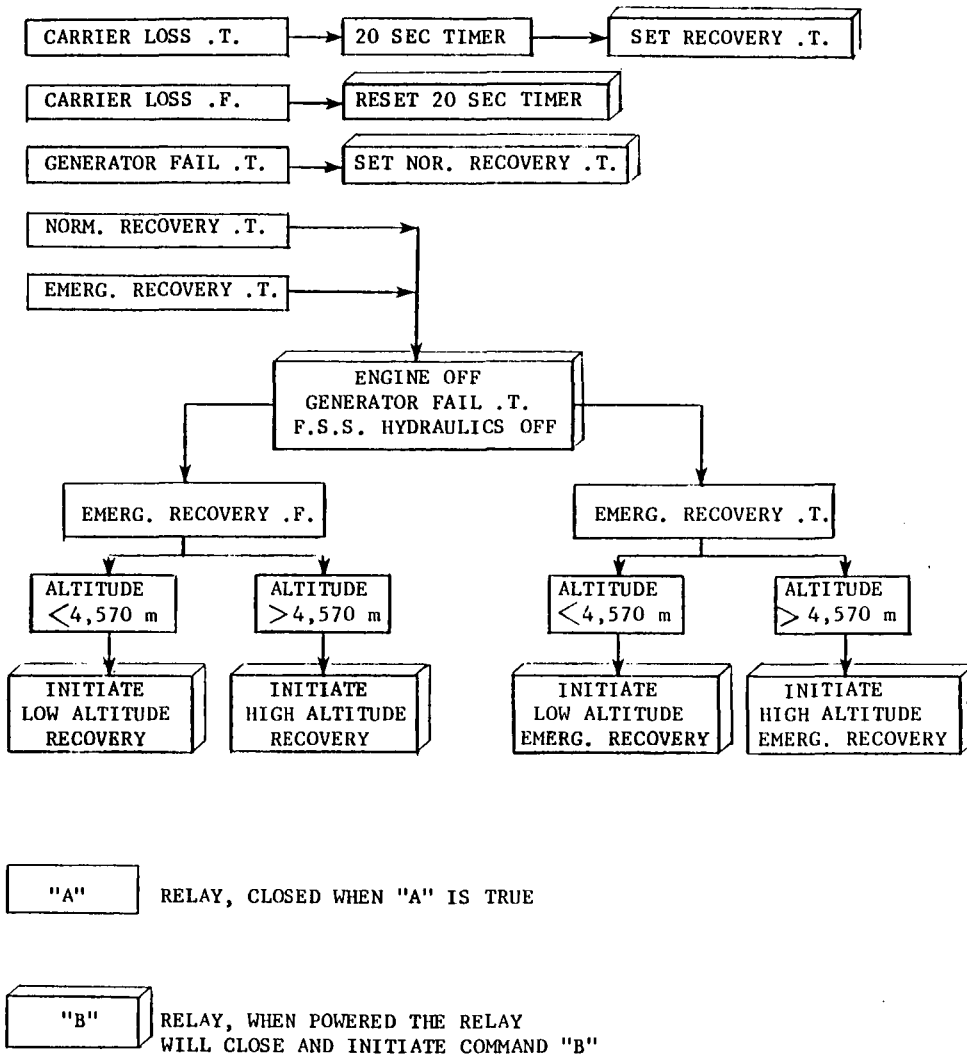 CARRIER LOSS .T.
20 SEC TIMER
SET RECOVERY .T.
CARRIER LOSS .F.
RESET 20 SEC TIMER
GENERATOR FAIL .T.
SET NOR. RECOVERY .T.
NORM. RECOVERY .T.
EMERG. RECOVERY .T.
ENGINE OFF
GENERATOR FAIL .T.
F.S.S. HYDRAULICS OFF
EMERG. RECOVERY .F.
EMERG. RECOVERY .T.
ALTITUDE
<4,570 m
ALTITUDE
>4,570 m
ALTITUDE
<4,570 m
ALTITUDE
> 4,570 m
INITIATE
LOW ALTITUDE
RECOVERY
INITIATE
HIGH ALTITUDE
RECOVERY
INITIATE
LOW ALTITUDE
EMERG. RECOVERY
INITIATE
HIGH ALTITUDE
EMERG. RECOVERY
"A"
RELAY, CLOSED WHEN "A" IS TRUE
"B"
RELAY, WHEN POWERED THE RELAY
WILL CLOSE AND INITIATE COMMAND "B"